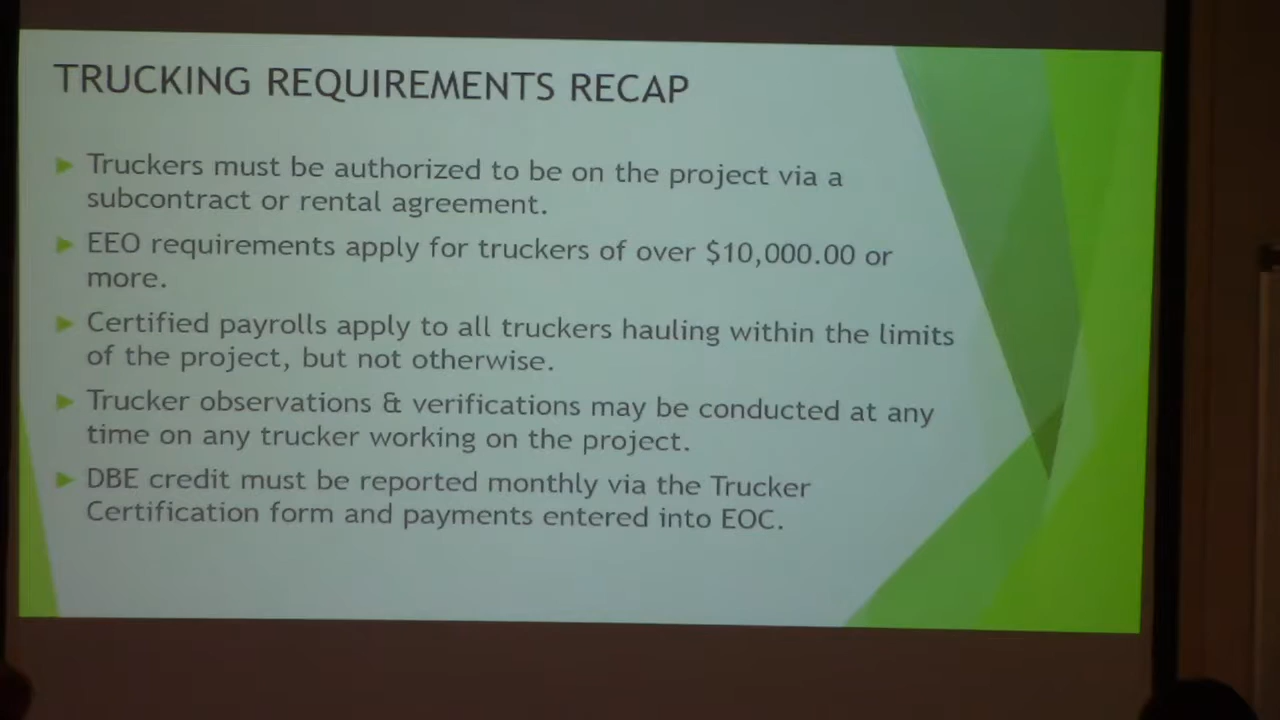 TRUCKING REQUIREMENTS RECAP
Truckers must be authorized to be on the project via a
subcontract or rental agreement.
EEO requirements apply for truckers of over $10,000.00 or
more.
Certified payrolls apply to all truckers hauling within the limits
of the project, but not otherwise.
Trucker observations & verifications may be conducted at any
time on any trucker working on the project.
DBE credit must be reported monthly via the Trucker
Certification form and payments entered into EOC.